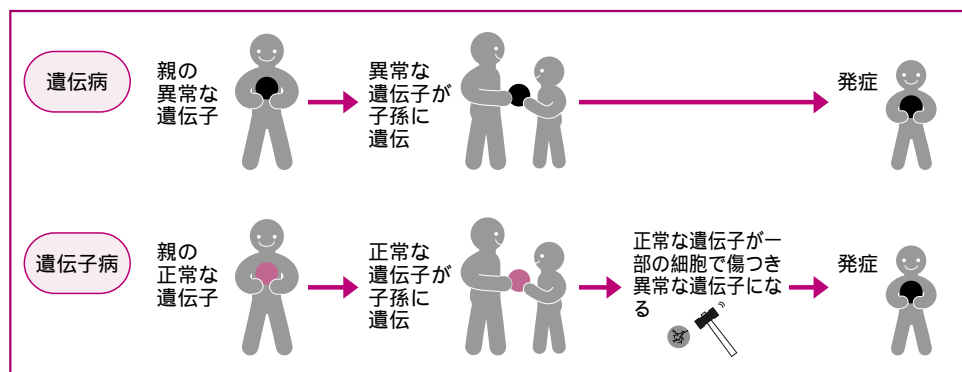 遺伝病
親の
異常な
遺伝子
異常な
遺伝子が
子孫に
遺伝
発症
遺伝子病
親の
正常な
遺伝子
正常な
遺伝子が
子孫に
遺伝
正常な遺伝子が一
部の細胞で傷つき
異常な遺伝子にな
る
発症